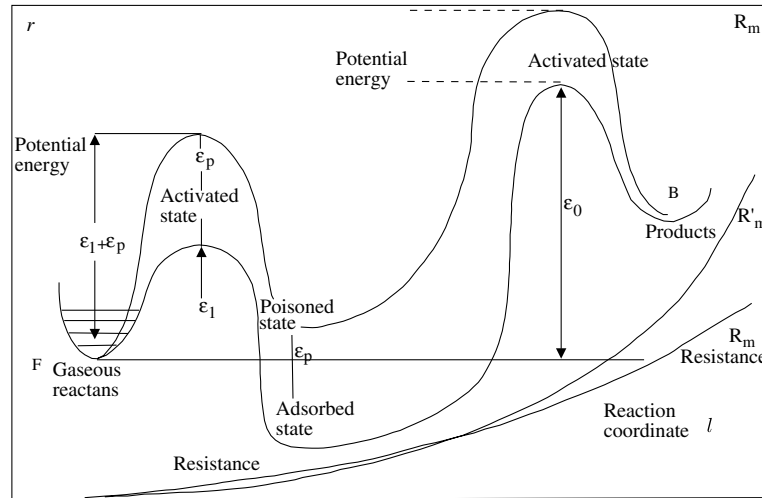 r
R_m
Potential
energy
Activated state
Potential
energy
ε_p
Activated
state
ε_1+ε_p
ε_0
B
R'_m
Products
ε_1
Poisoned
state
ε_p
R_m
Resistance
F
Gaseous
reactans
Adsorbed
state
Reaction
coordinate l
Resistance